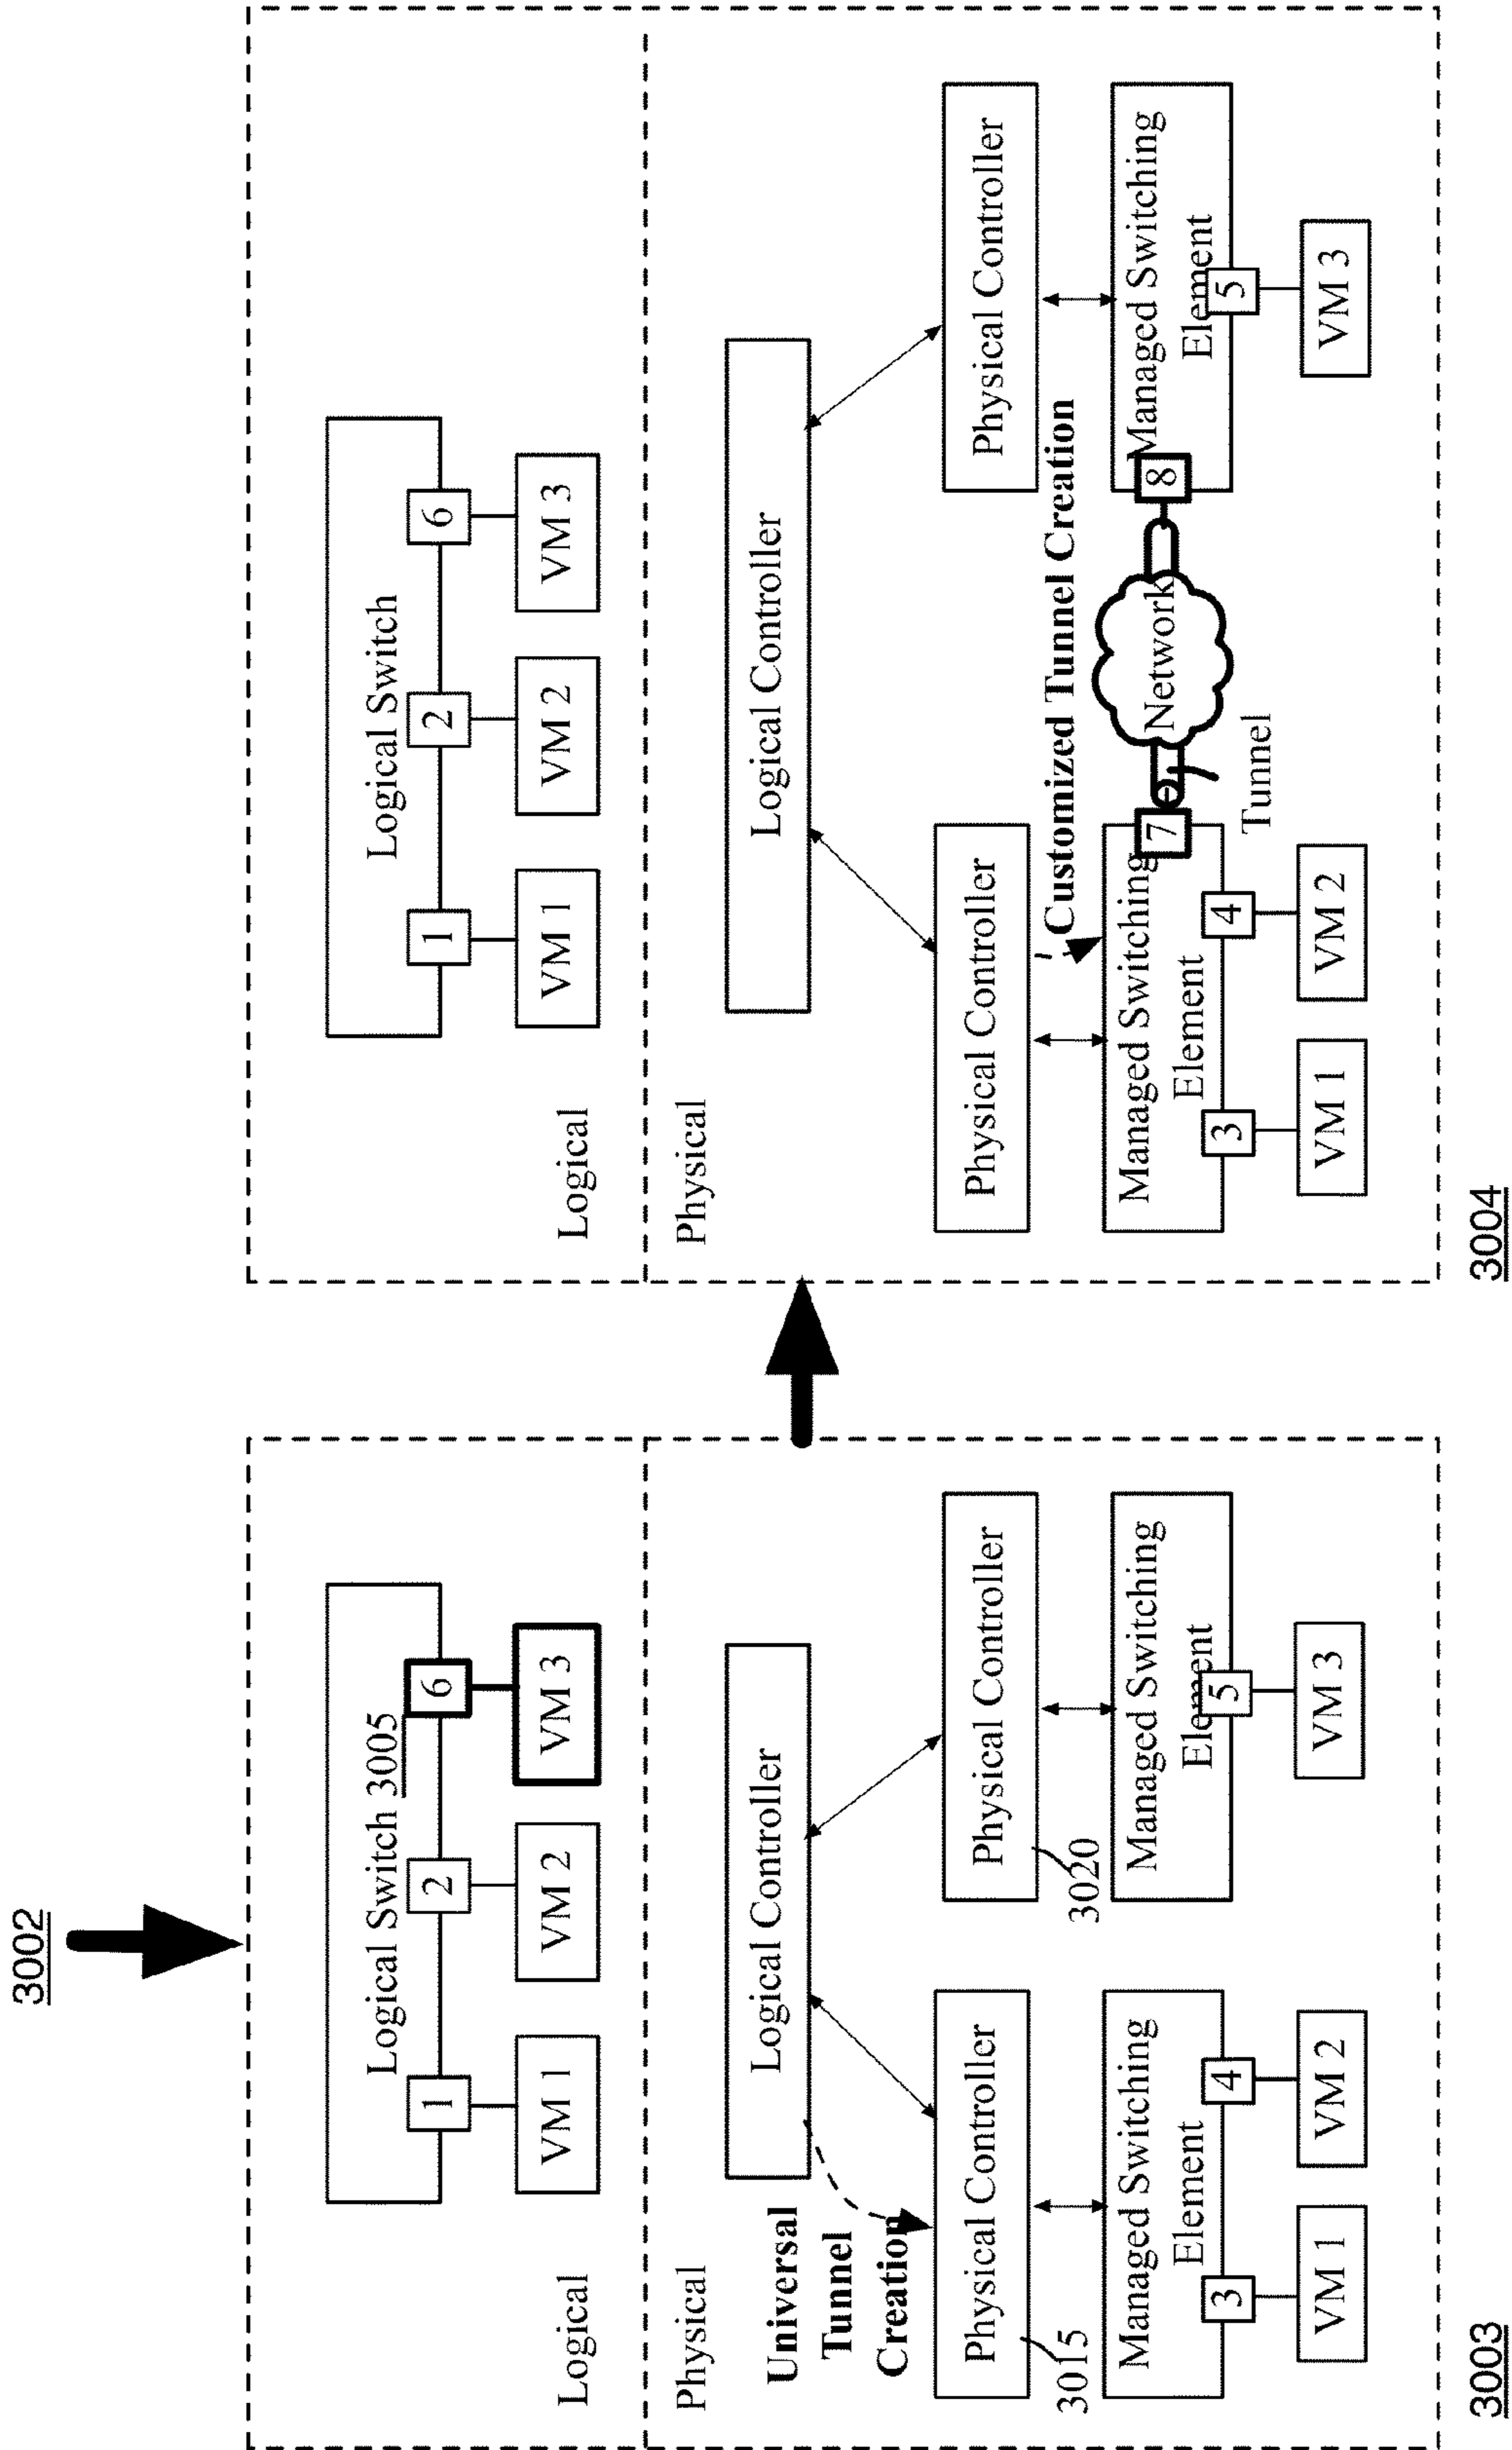 3002
Logical Switch 3005
1
2
6
VM 1
VM 2
VM 3
Logical
Physical
Logical Controller
Universal
Tunnel
Creation
Physical Controller
Physical Controller
3015
3020
Managed Switching
Element
Managed Switching
Element
3
4
5
VM 1
VM 2
VM 3
3003
Logical Switch
1
2
6
VM 1
VM 2
VM 3
Logical
Physical
Logical Controller
Physical Controller
Physical Controller
Customized Tunnel Creation
Managed Switching
Element
7
Network
8
Managed Switching
Element
Tunnel
3
4
5
VM 1
VM 2
VM 3
3004